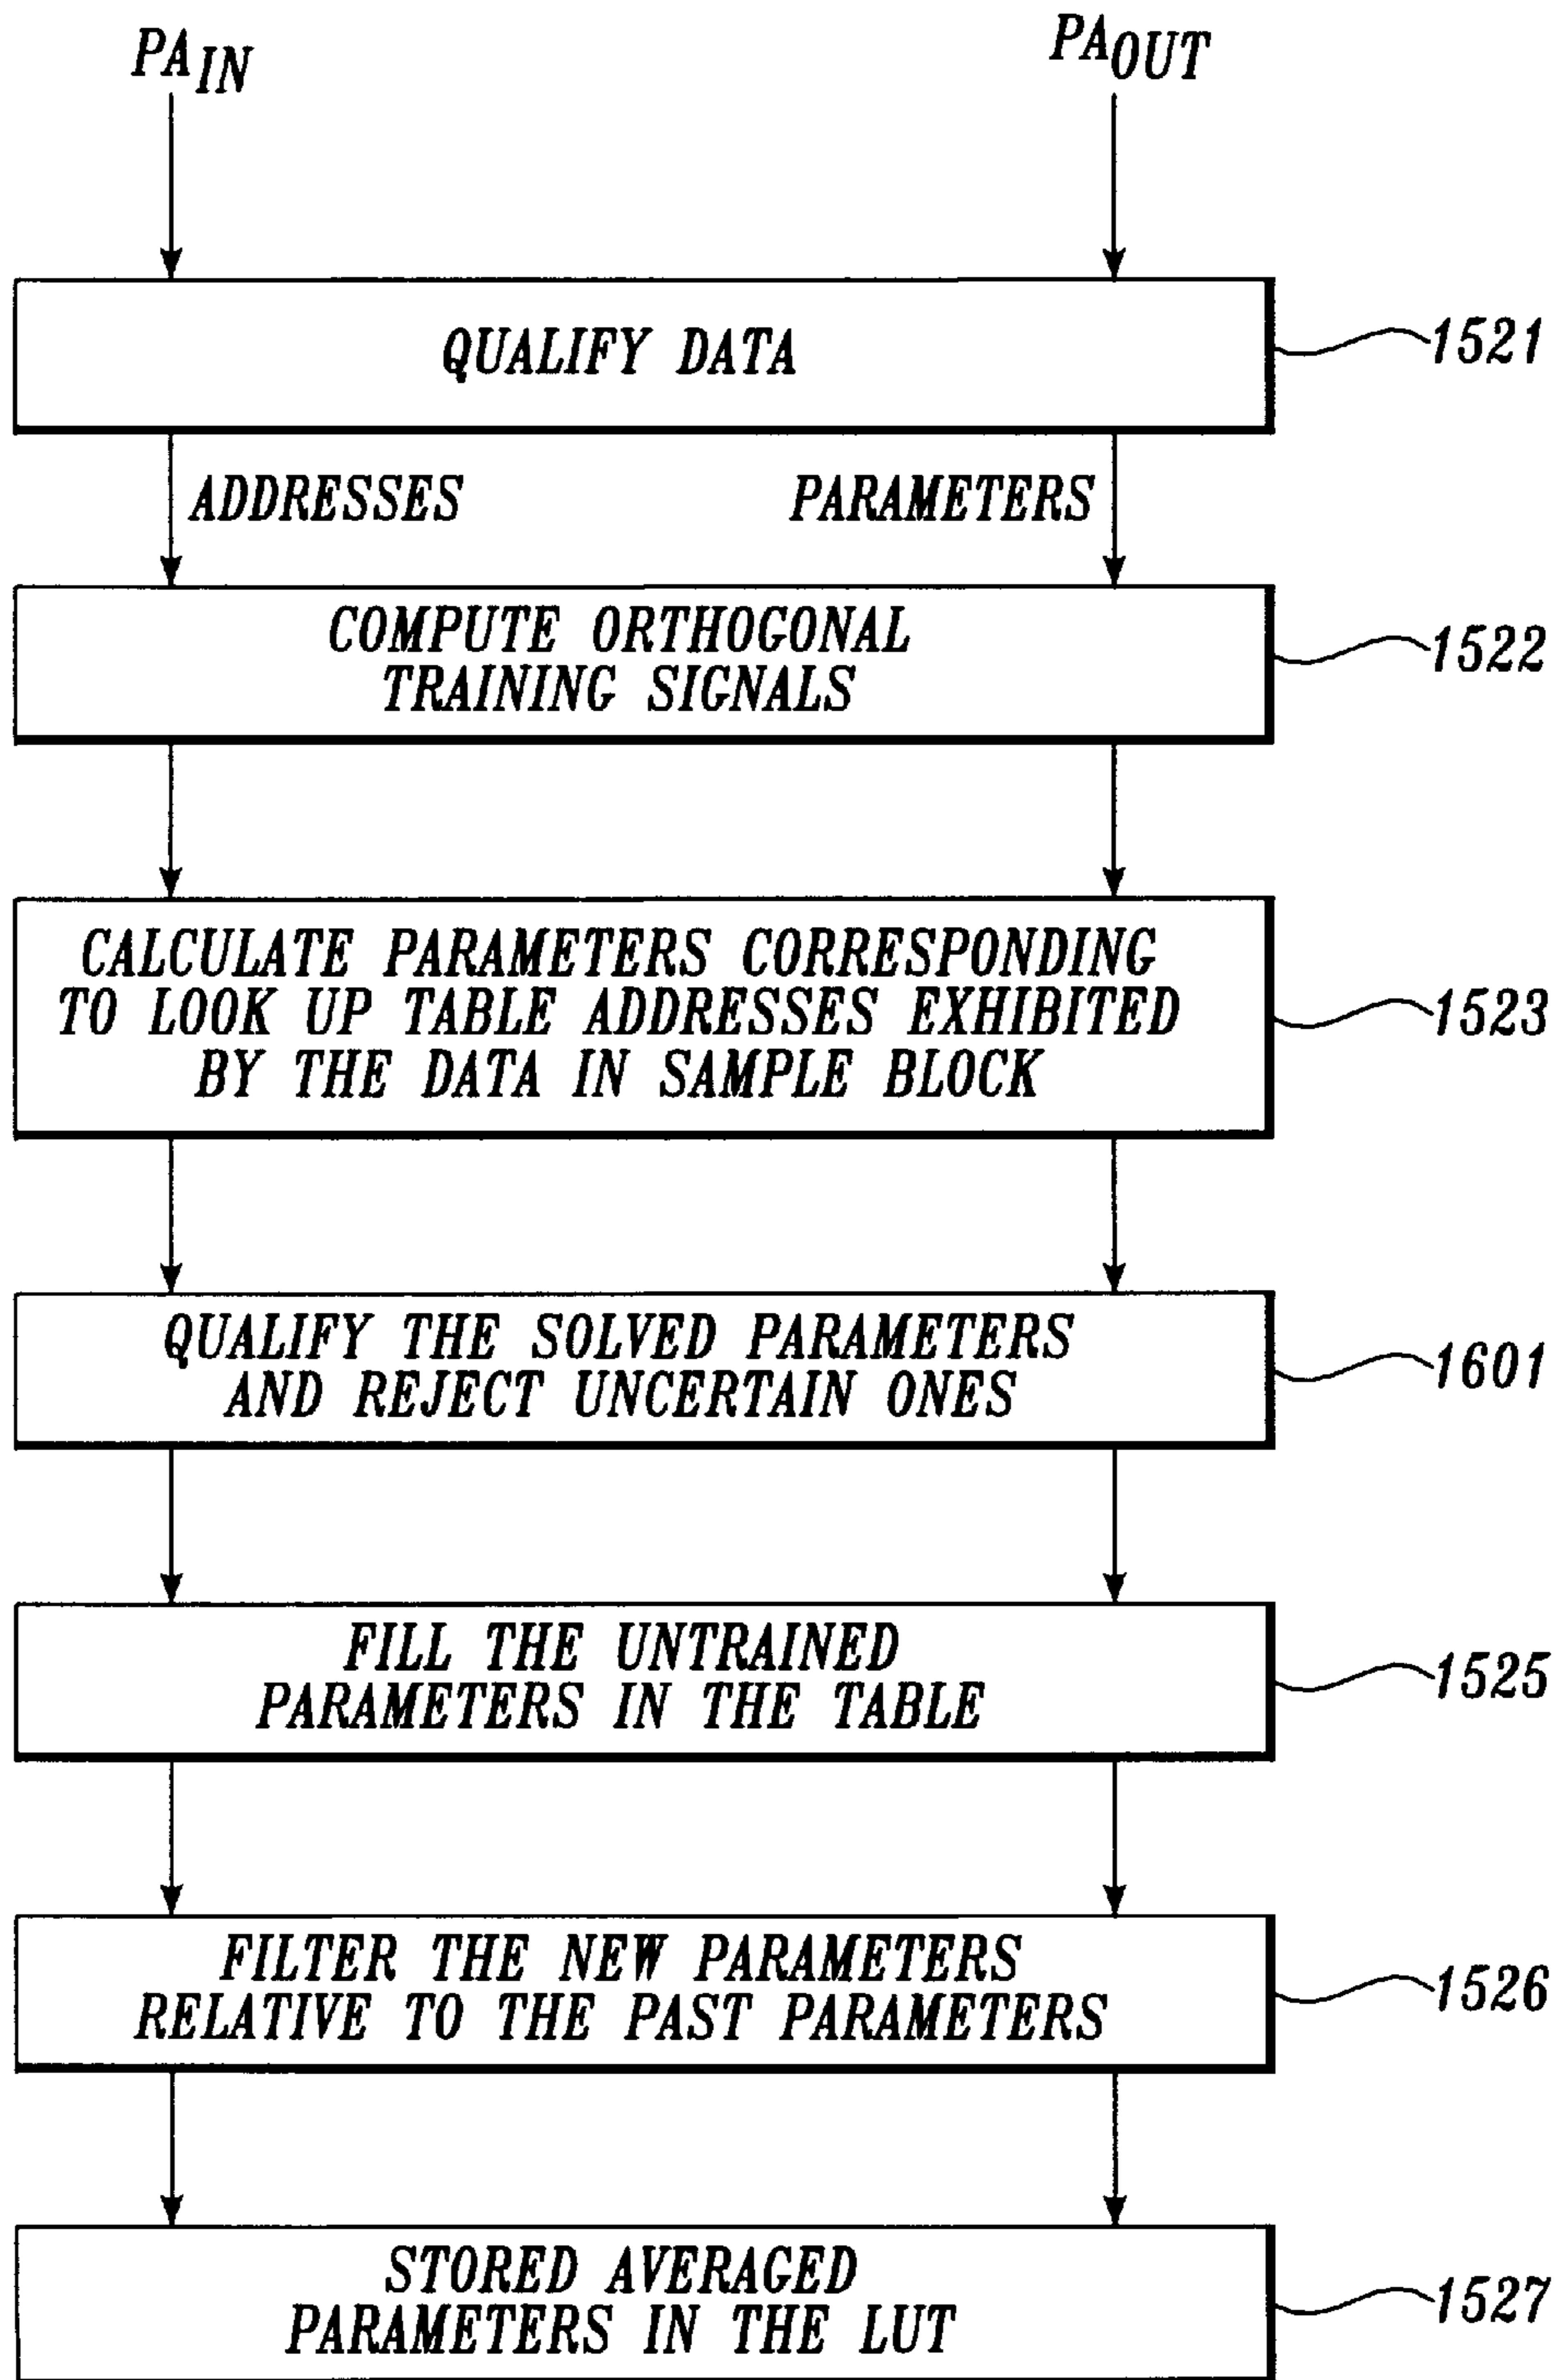 PAIN PAOUT
QUALIFY DATA 1521
ADDRESSES PARAMETERS
COMPUTE ORTHOGONAL
TRAINING SIGNALS 1522
CALCULATE PARAMETERS CORRESPONDING
TO LOOK UP TABLE ADDRESSES EXHIBITED
BY THE DATA IN SAMPLE BLOCK 1523
QUALIFY THE SOLVED PARAMETERS
AND REJECT UNCERTAIN ONES 1601
FILL THE UNTRAINED
PARAMETERS IN THE TABLE 1525
FILTER THE NEW PARAMETERS
RELATIVE TO THE PAST PARAMETERS 1526
STORED AVERAGED
PARAMETERS IN THE LUT 1527